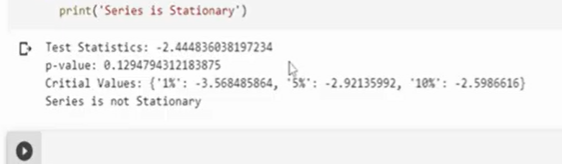 print('Series is Stationary')
Test Statistics: -2.444836038197234
p-value: 0.1294794312183875
Critial Values: {'1%': -3.568485864, '5%': -2.92135992, '10%': -2.5986616}
Series is not Stationary